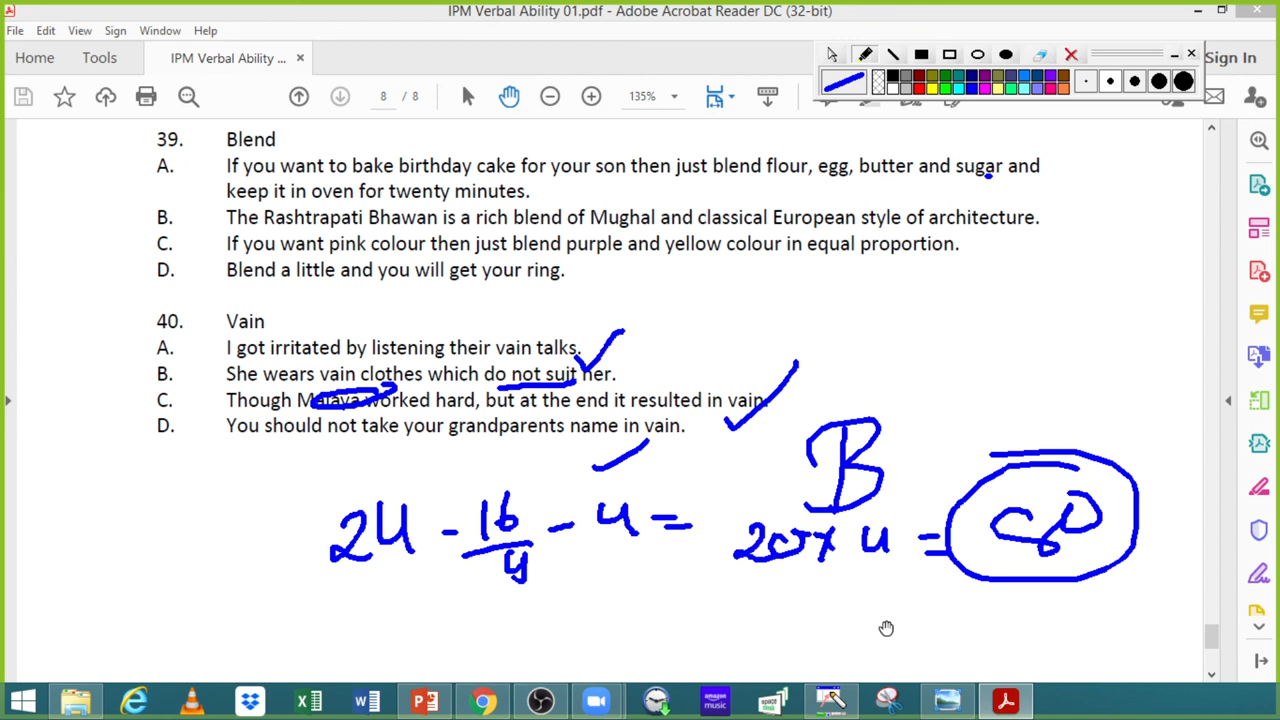 IPM Verbal Ability 01.pdf - Adobe Acrobat Reader DC (32-bit)
File Edit View Sign Window Help
Home Tools IPM Verbal Ability ... × Sign In
8 / 8 135%
39. Blend
A. If you want to bake birthday cake for your son then just blend flour, egg, butter and sugar and
keep it in oven for twenty minutes.
B. The Rashtrapati Bhawan is a rich blend of Mughal and classical European style of architecture.
C. If you want pink colour then just blend purple and yellow colour in equal proportion.
D. Blend a little and you will get your ring.
40. Vain
A. I got irritated by listening their vain talks.
B. She wears vain clothes which do not suit her.
C. Though Malaya worked hard, but at the end it resulted in vain.
D. You should not take your grandparents name in vain.
B
24 - 16/4 - 4 = 20 × 4 = 80
amazon
music
space
desk